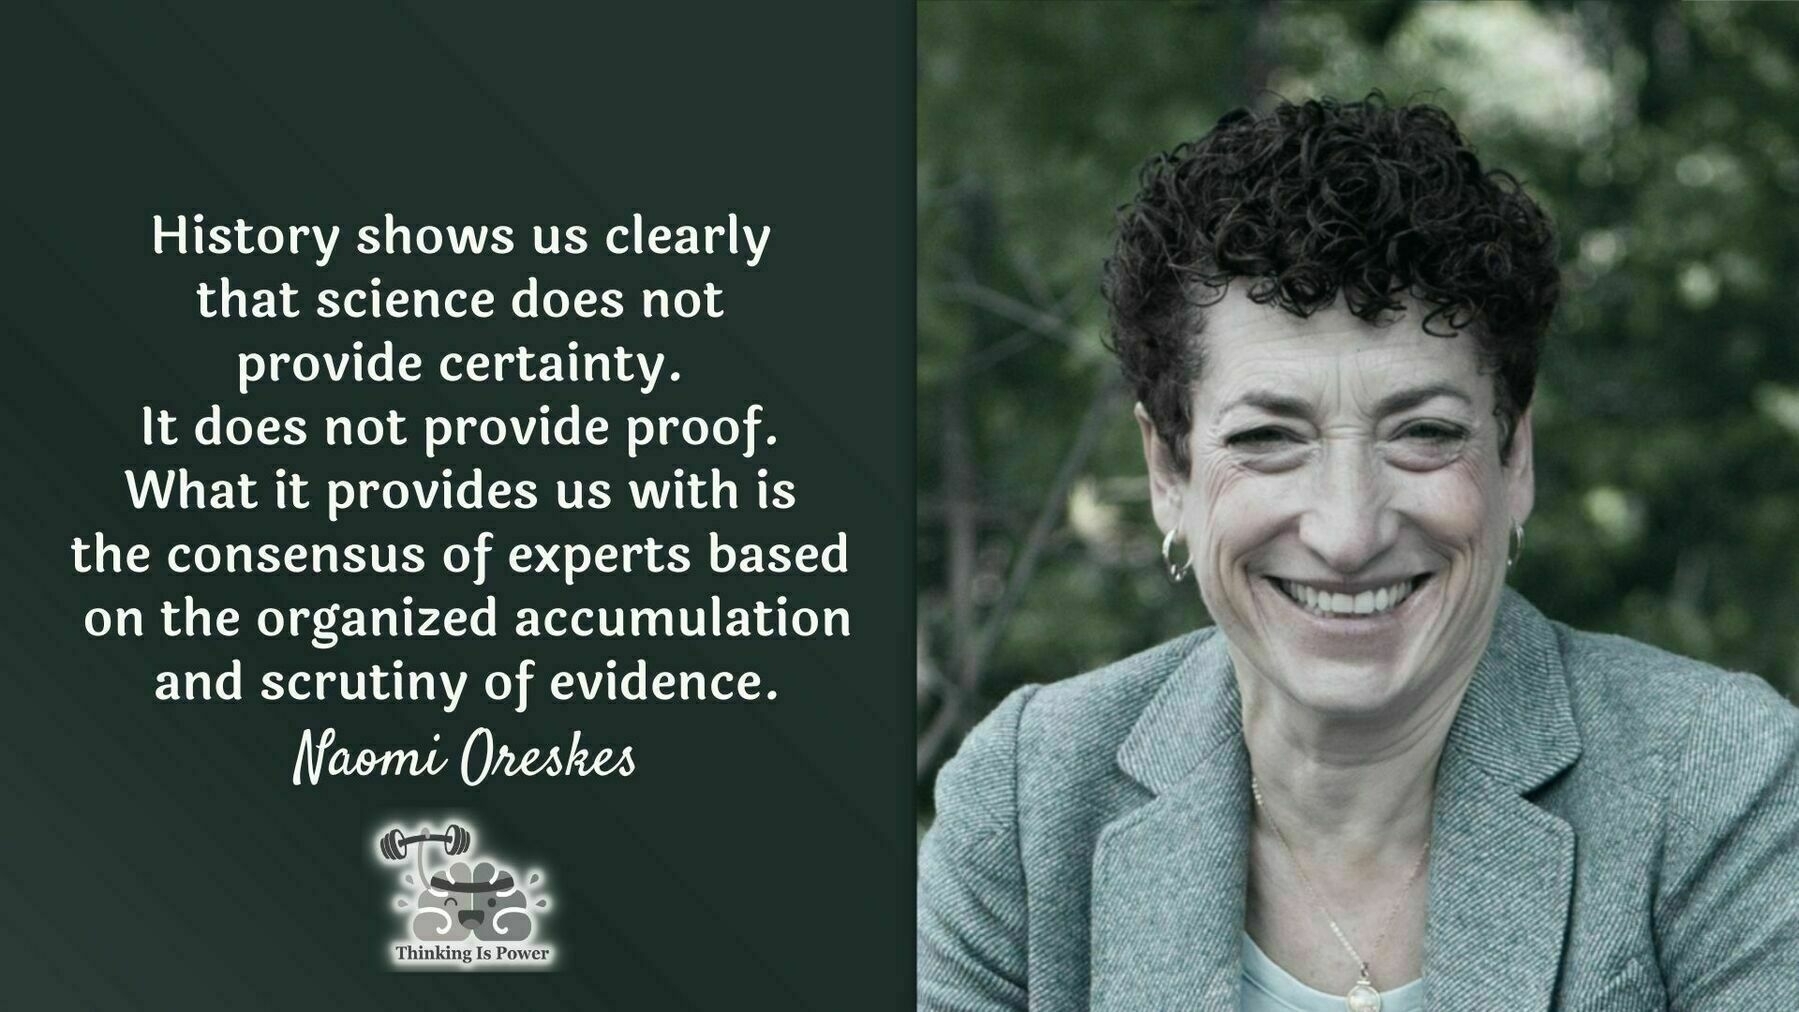 History shows us clearly
that science does not
provide certainty.
It does not provide proof.
What it provides us with is
the consensus of experts based
on the organized accumulation
and scrutiny of evidence.
Naomi Oreskes
Thinking Is Power